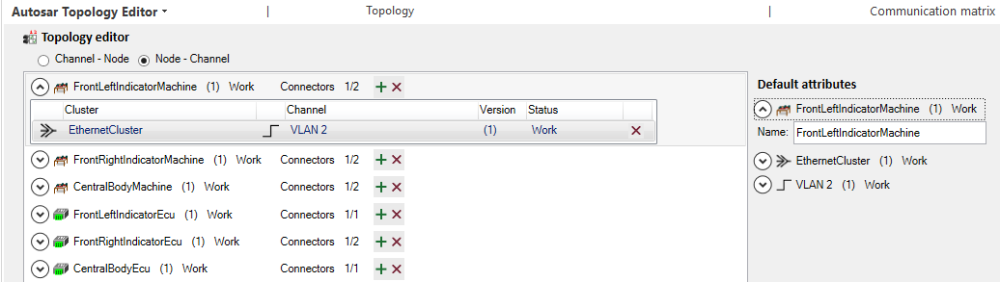 Autosar Topology Editor Topology Communication matrix
Topology editor
Channel - Node Node - Channel
FrontLeftIndicatorMachine (1) Work Connectors 1/2
Cluster Channel Version Status
EthernetCluster VLAN 2 (1) Work
FrontRightIndicatorMachine (1) Work Connectors 1/2
CentralBodyMachine (1) Work Connectors 1/2
FrontLeftIndicatorEcu (1) Work Connectors 1/1
FrontRightIndicatorEcu (1) Work Connectors 1/2
CentralBodyEcu (1) Work Connectors 1/1
Default attributes
FrontLeftIndicatorMachine (1) Work
Name: FrontLeftIndicatorMachine
EthernetCluster (1) Work
VLAN 2 (1) Work